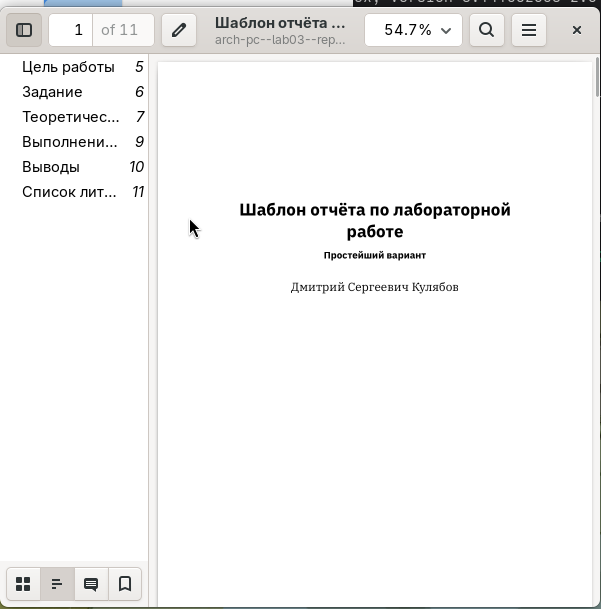 1 of 11
Шаблон отчёта ...
arch-pc--lab03--rep...
54.7%
Цель работы 5
Задание 6
Теоретичес... 7
Выполнени... 9
Выводы 10
Список лит... 11
Шаблон отчёта по лабораторной
работе
Простейший вариант
Дмитрий Сергеевич Кулябов